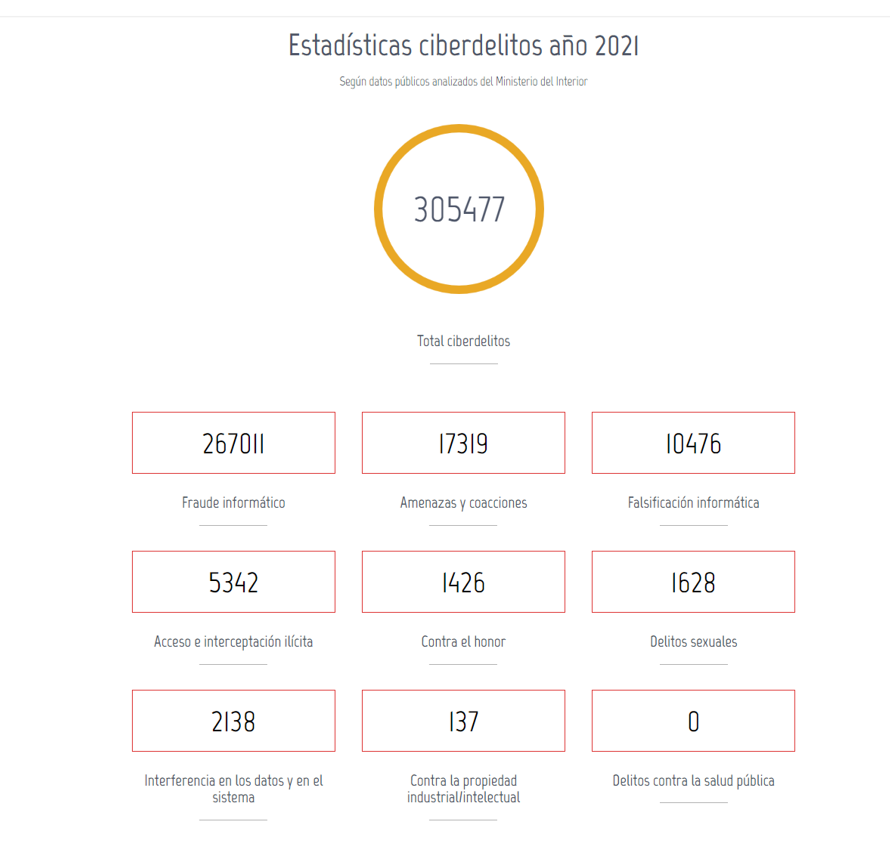 Estadísticas ciberdelitos año 2021
Según datos públicos analizados del Ministerio del Interior
305477
Total ciberdelitos
267011
17319
10476
Fraude informático
Amenazas y coacciones
Falsificación informática
5342
1426
1628
Acceso e interceptación ilícita
Contra el honor
Delitos sexuales
2138
137
0
Interferencia en los datos y en el
sistema
Contra la propiedad
industrial/intelectual
Delitos contra la salud pública